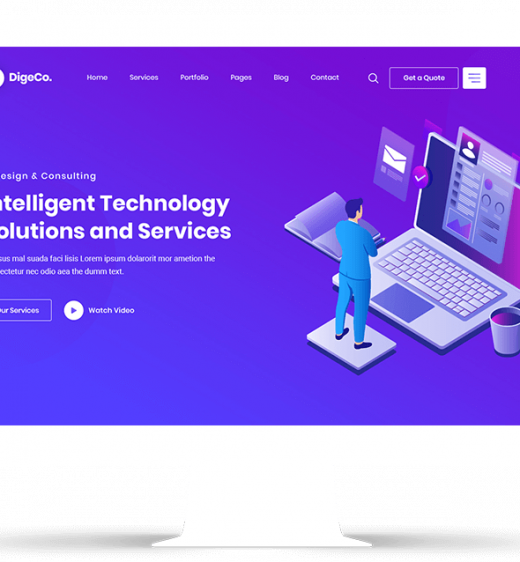 DigeCo.
Home Services Portfolio Pages Blog Contact Get a Quote
esign & Consulting
ntelligent Technology
olutions and Services
sus mal suada faci lisis Lorem ipsum dolarorit mor ametion the
ectetur nec odio aea the dumm text.
ur Services Watch Video